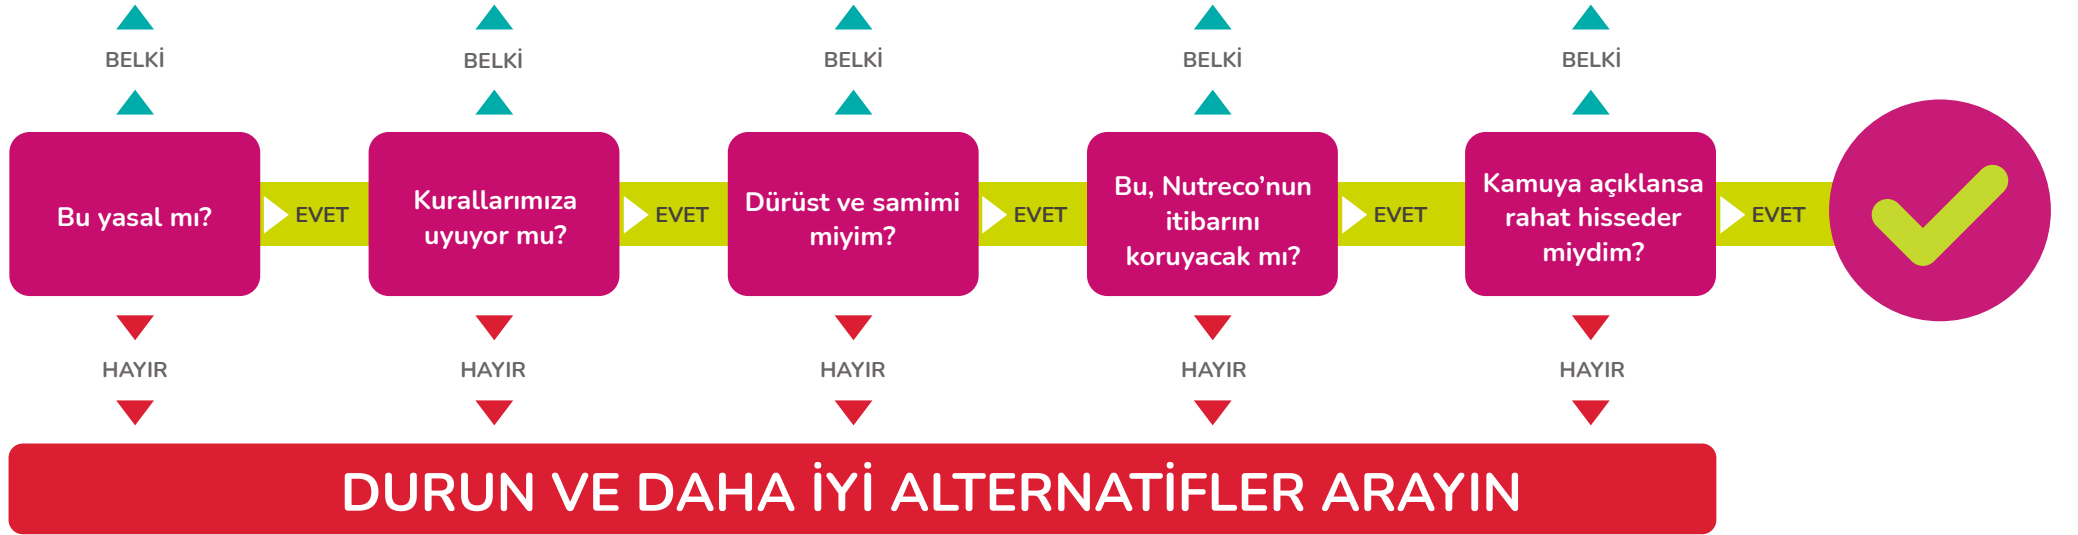 BELKİ
BELKİ
BELKİ
BELKİ
BELKİ
Bu yasal mı?
EVET
Kurallarımıza
uyuyor mu?
EVET
Dürüst ve samimi
miyim?
EVET
Bu, Nutreco’nun
itibarını
koruyacak mı?
EVET
Kamuya açıklansa
rahat hisseder
miydim?
EVET
HAYIR
HAYIR
HAYIR
HAYIR
HAYIR
DURUN VE DAHA İYİ ALTERNATİFLER ARAYIN